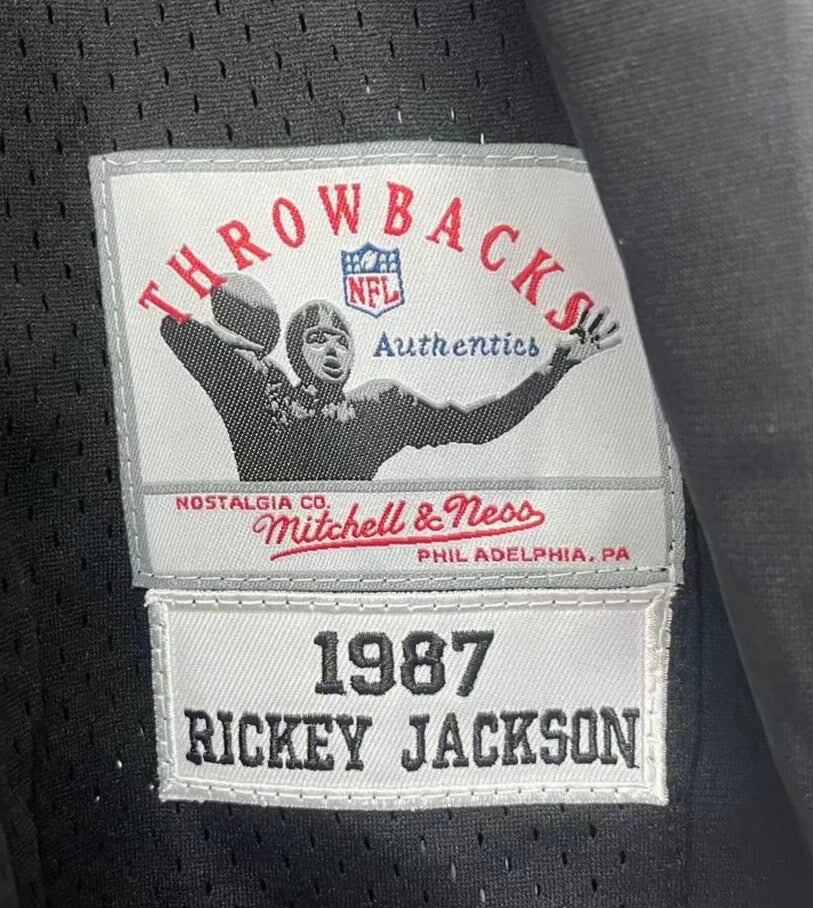 THROWBACKS
NFL
Authentics
NOSTALGIA CO.
Mitchell & Ness
PHILADELPHIA, PA
1987
RICKEY JACKSON